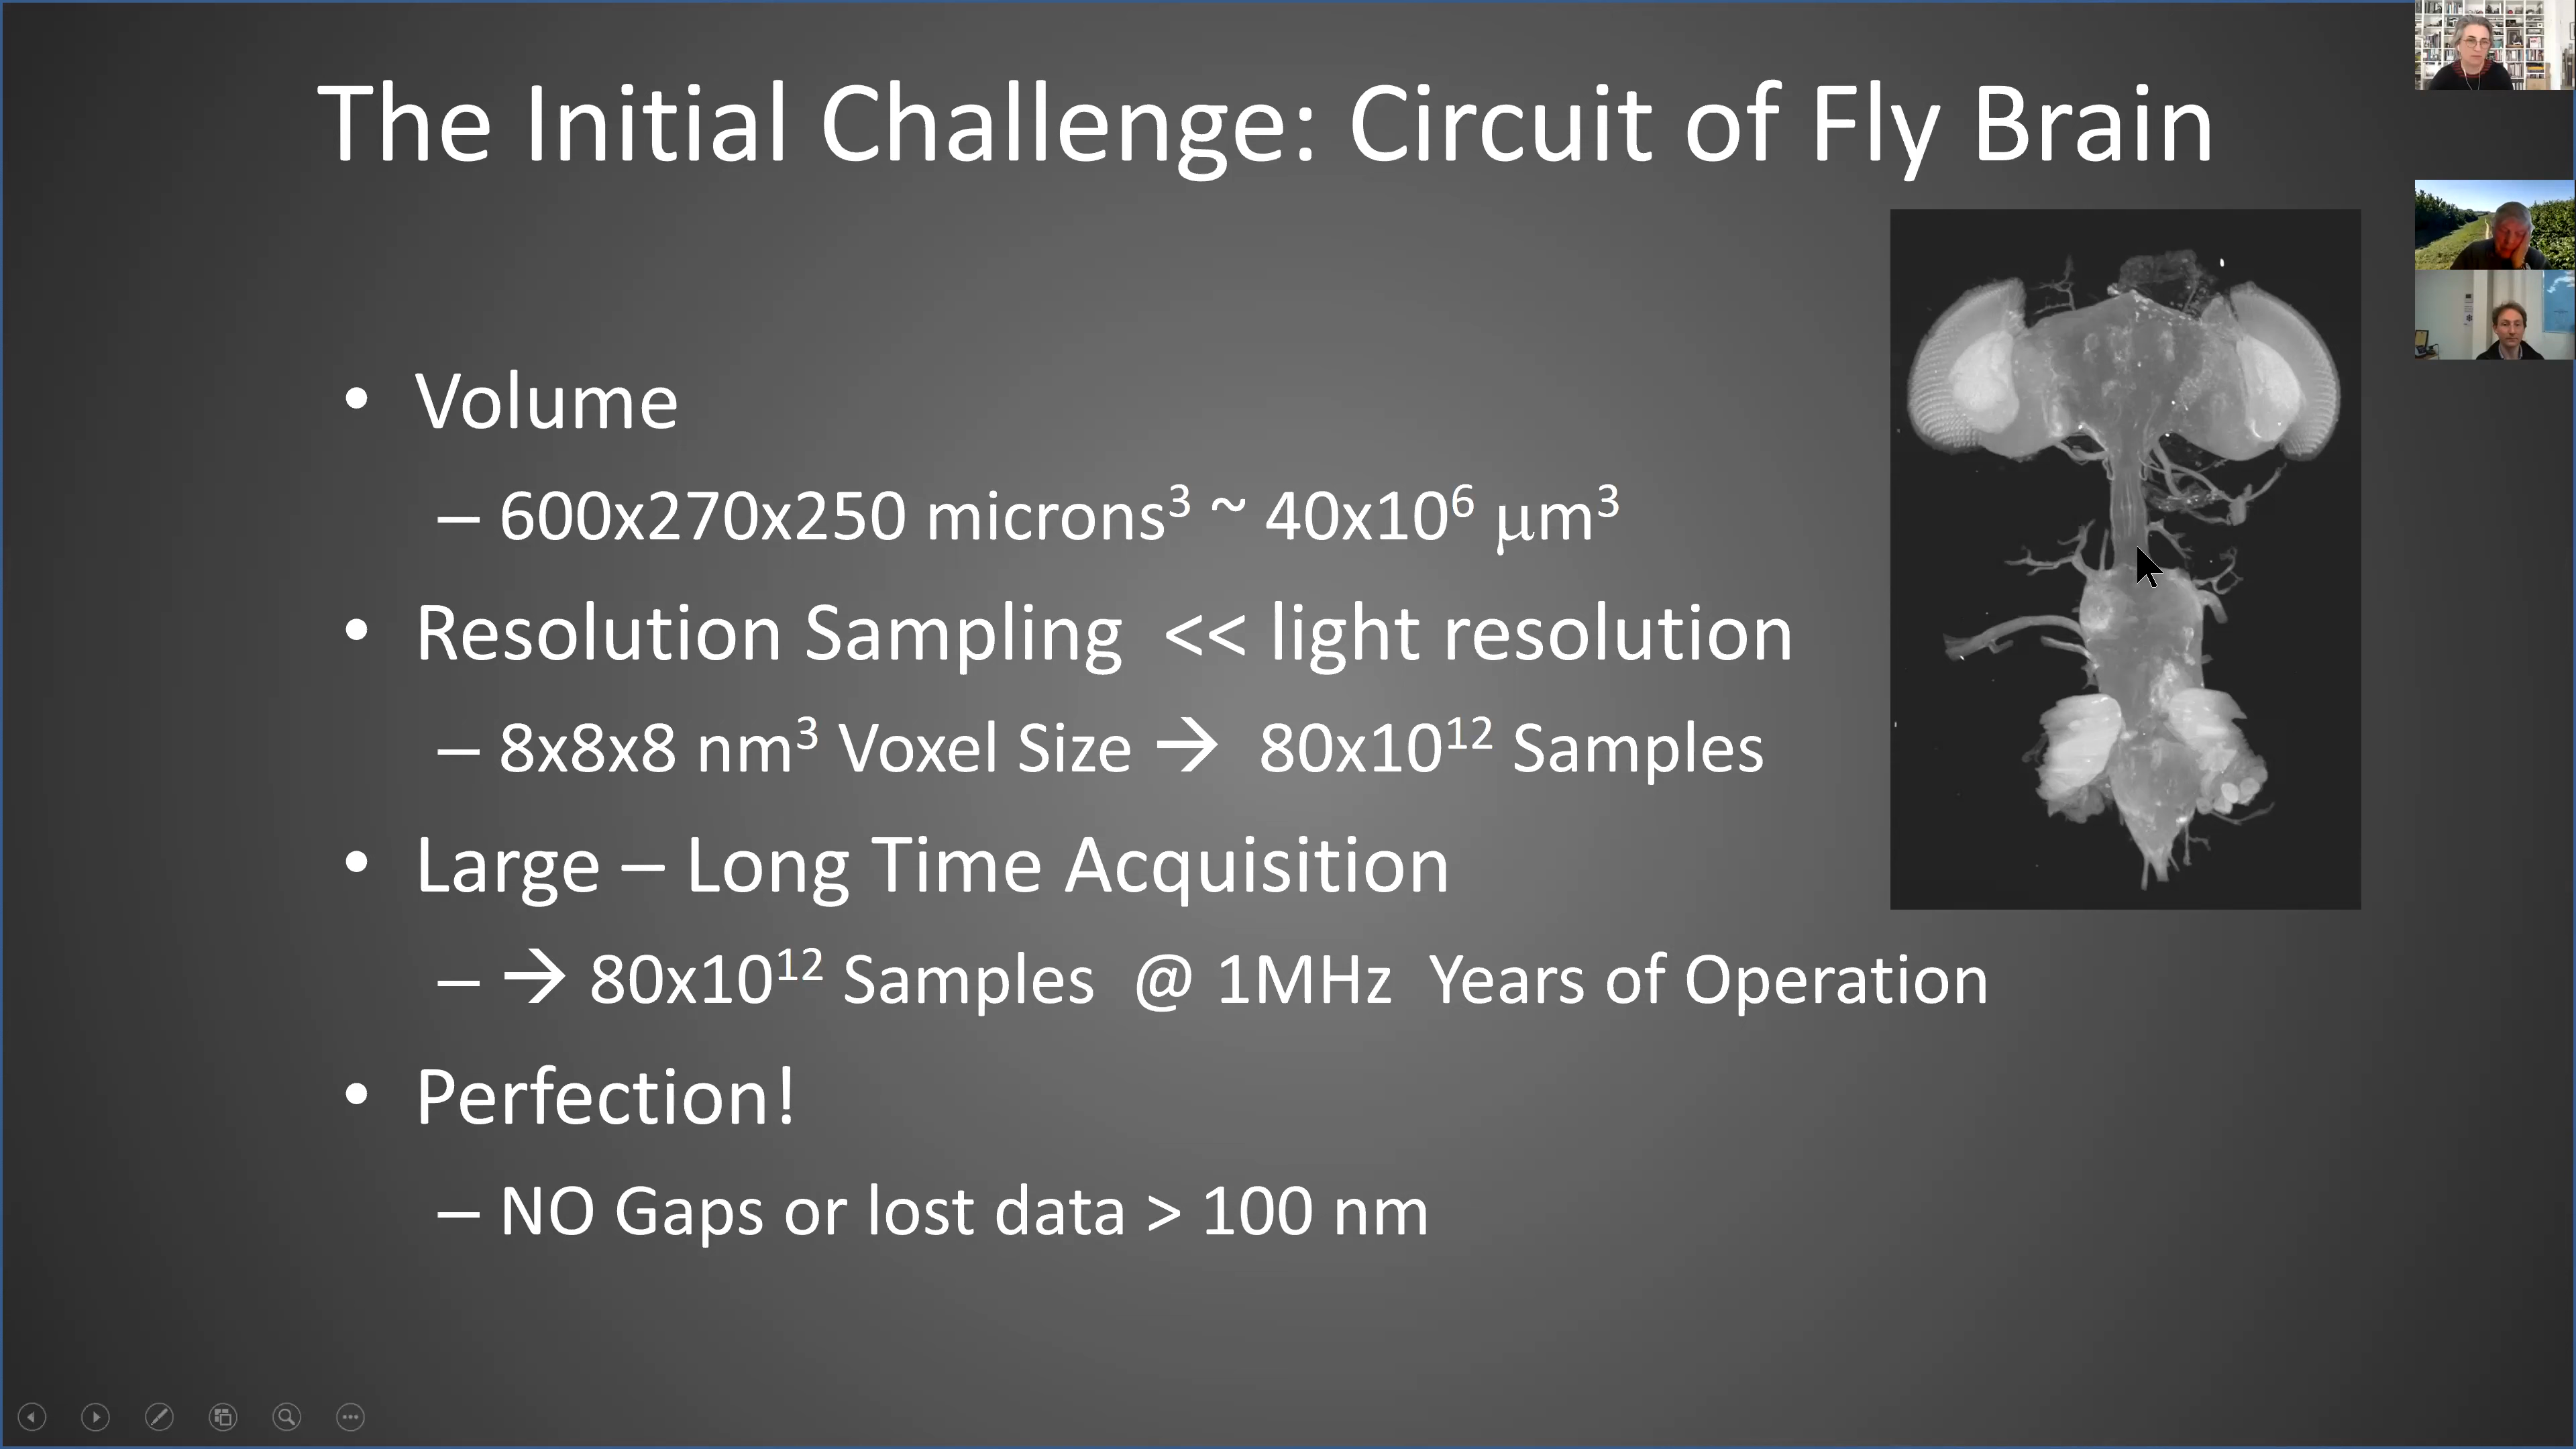 The Initial Challenge: Circuit of Fly Brain
• Volume
– 600x270x250 microns³ ~ 40x10⁶ μm³
• Resolution Sampling << light resolution
– 8x8x8 nm³ Voxel Size → 80x10¹² Samples
• Large – Long Time Acquisition
– → 80x10¹² Samples @ 1MHz Years of Operation
• Perfection!
– NO Gaps or lost data > 100 nm